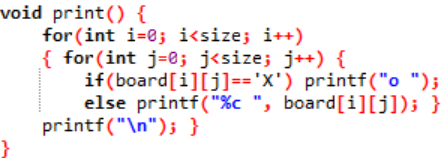 void print() {
    for(int i=0; i<size; i++)
    { for(int j=0; j<size; j++) {
        if(board[i][j]=='X') printf("o ");
        else printf("%c ", board[i][j]); }
    printf("\n"); }
}